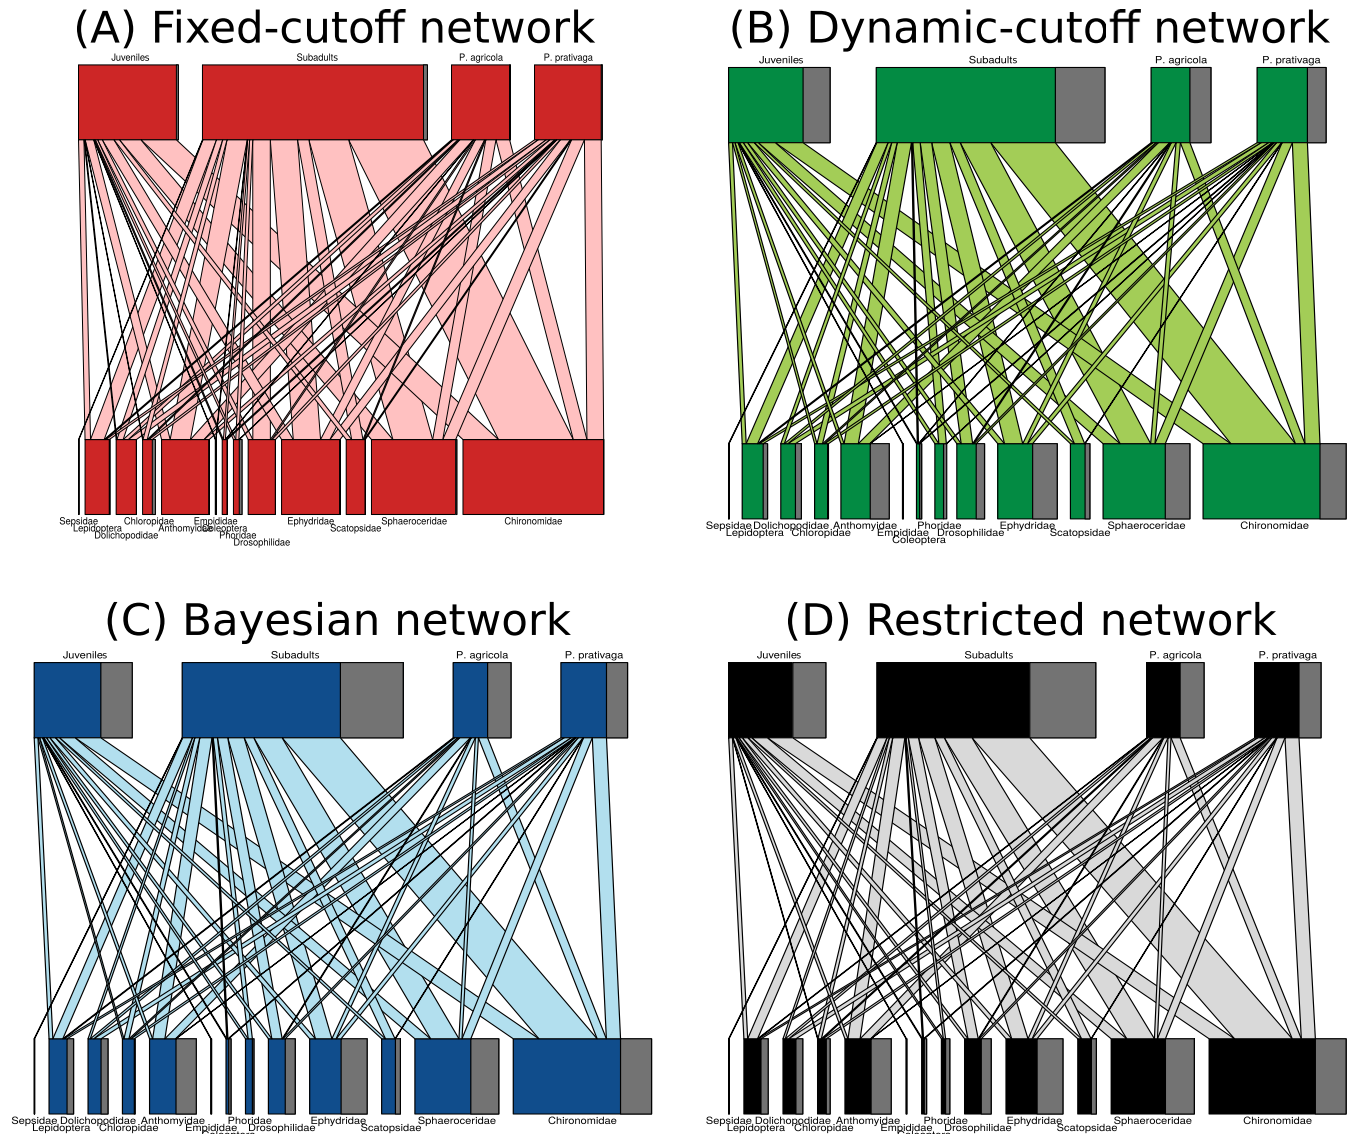 (A) Fixed-cutoff network
Juveniles Subadults P. agricola P. prativaga
Sepsidae Chloropidae Empididae Ephydridae Sphaeroceridae Chironomidae
Lepidoptera Anthomyidae Coleoptera Scatopsidae
Dolichopodidae Phoridae
Drosophilidae
(B) Dynamic-cutoff network
Juveniles Subadults P. agricola P. prativaga
Sepsidae Dolichopodidae Anthomyidae Phoridae Ephydridae Sphaeroceridae Chironomidae
Lepidoptera Chloropidae Empididae Drosophilidae Scatopsidae
Coleoptera
(C) Bayesian network
Juveniles Subadults P. agricola P. prativaga
Sepsidae Dolichopodidae Anthomyidae Phoridae Ephydridae Sphaeroceridae Chironomidae
Lepidoptera Chloropidae Empididae Drosophilidae Scatopsidae
(D) Restricted network
Juveniles Subadults P. agricola P. prativaga
Sepsidae Dolichopodidae Anthomyidae Phoridae Ephydridae Sphaeroceridae Chironomidae
Lepidoptera Chloropidae Empididae Drosophilidae Scatopsidae